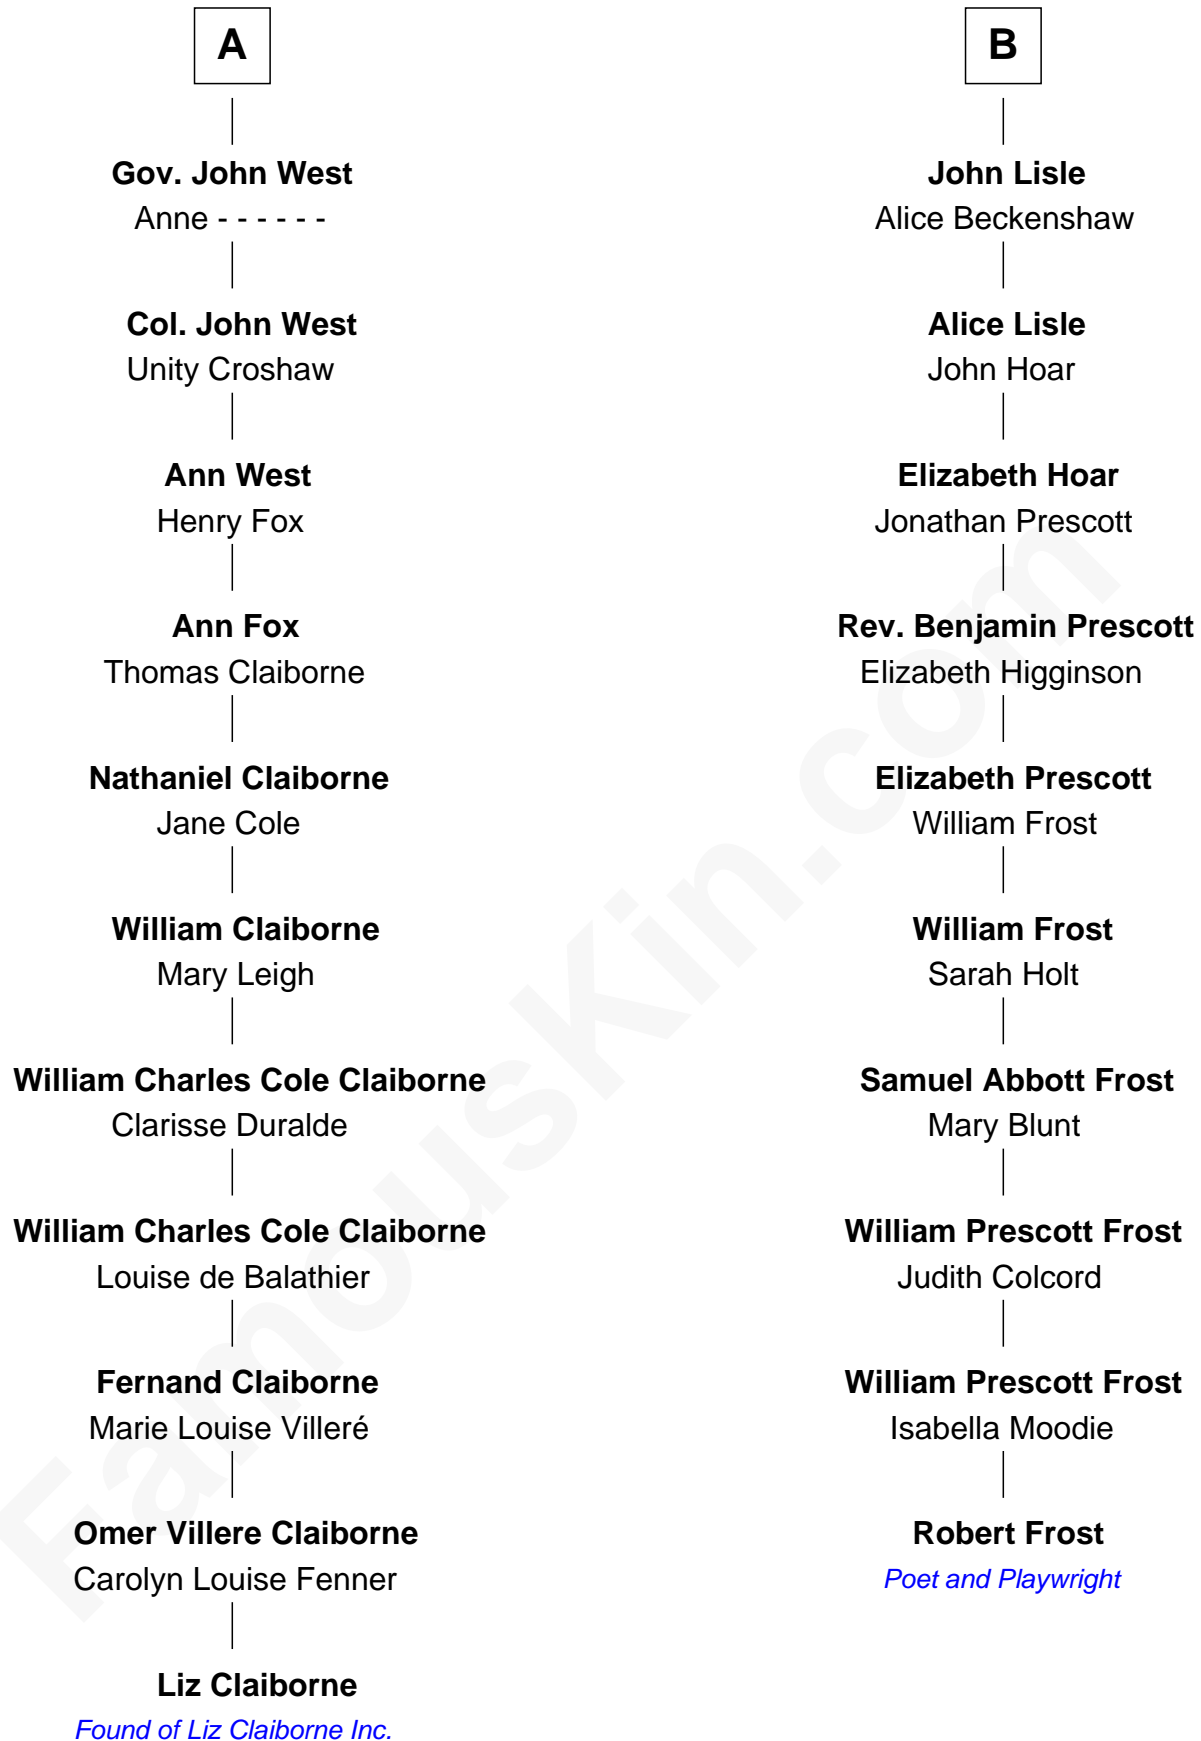 A
Gov. John West
Anne - - - - - -
Col. John West
Unity Croshaw
Ann West
Henry Fox
Ann Fox
Thomas Claiborne
Nathaniel Claiborne
Jane Cole
William Claiborne
Mary Leigh
William Charles Cole Claiborne
Clarisse Duralde
William Charles Cole Claiborne
Louise de Balathier
Fernand Claiborne
Marie Louise Villeré
Omer Villere Claiborne
Carolyn Louise Fenner
Liz Claiborne
Found of Liz Claiborne Inc.
B
John Lisle
Alice Beckenshaw
Alice Lisle
John Hoar
Elizabeth Hoar
Jonathan Prescott
Rev. Benjamin Prescott
Elizabeth Higginson
Elizabeth Prescott
William Frost
William Frost
Sarah Holt
Samuel Abbott Frost
Mary Blunt
William Prescott Frost
Judith Colcord
William Prescott Frost
Isabella Moodie
Robert Frost
Poet and Playwright
FamousKin.com